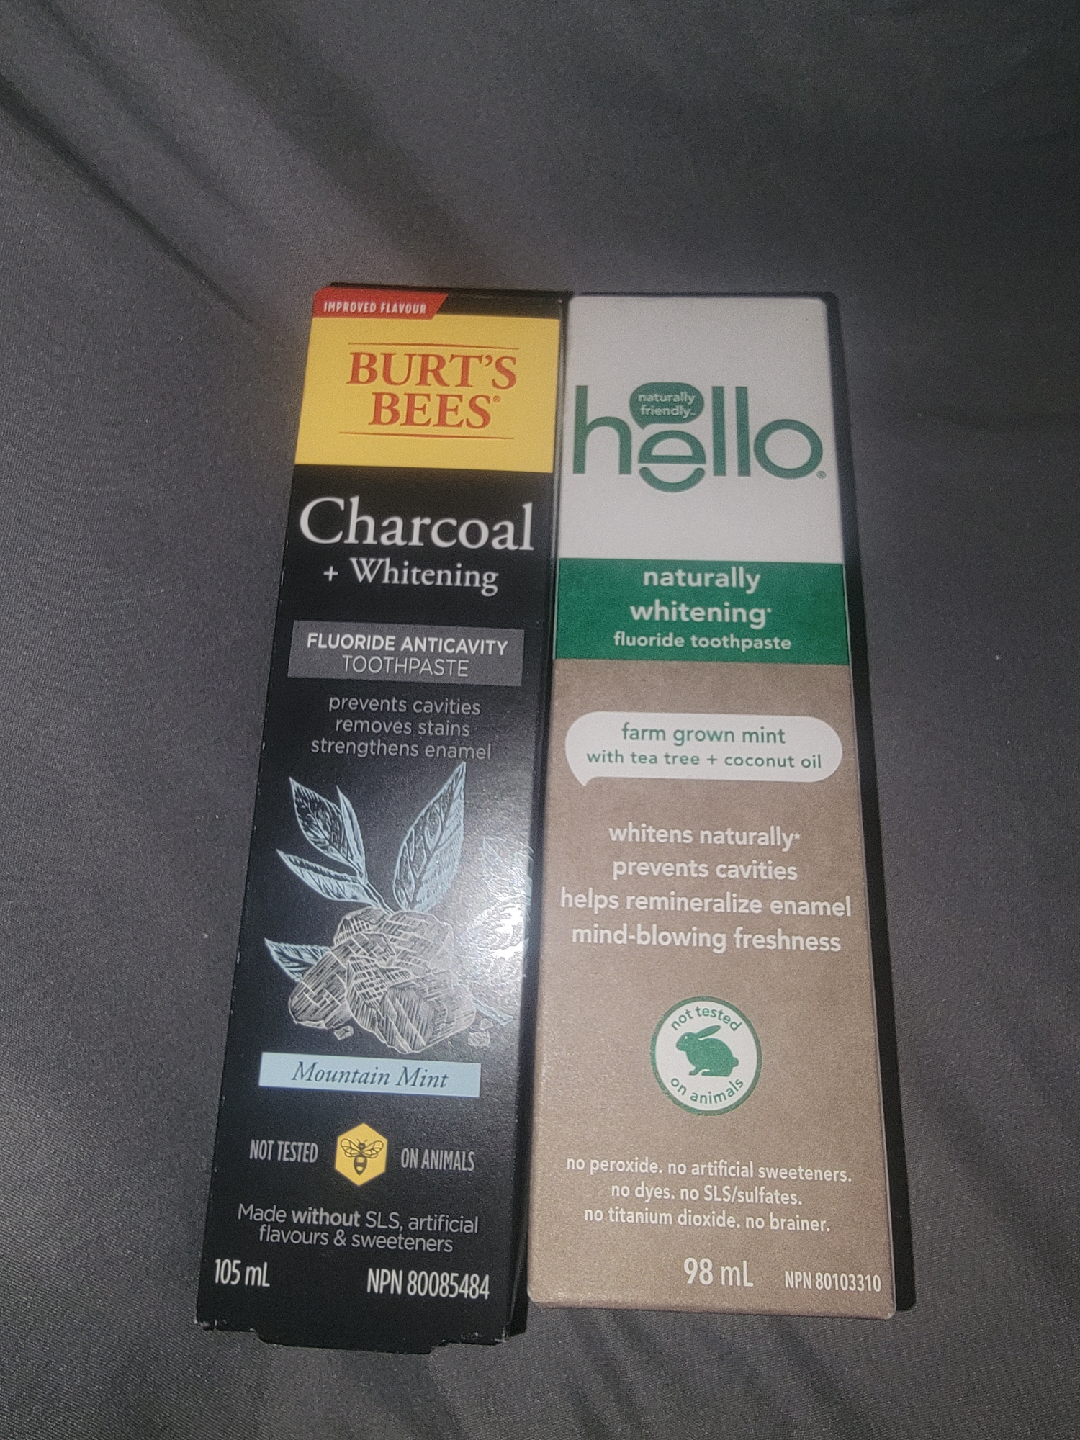 IMPROVED FLAVOUR
BURT'S
BEES®
Charcoal
+ Whitening
FLUORIDE ANTICAVITY
TOOTHPASTE
prevents cavities
removes stains
strengthens enamel
Mountain Mint
NOT TESTED ON ANIMALS
Made without SLS, artificial
flavours & sweeteners
105 mL NPN 80085484
naturally
friendly™
hello®
naturally
whitening*
fluoride toothpaste
farm grown mint
with tea tree + coconut oil
whitens naturally*
prevents cavities
helps remineralize enamel
mind-blowing freshness
not tested
on animals
no peroxide. no artificial sweeteners.
no dyes. no SLS/sulfates.
no titanium dioxide. no brainer.
98 mL NPN 80103310